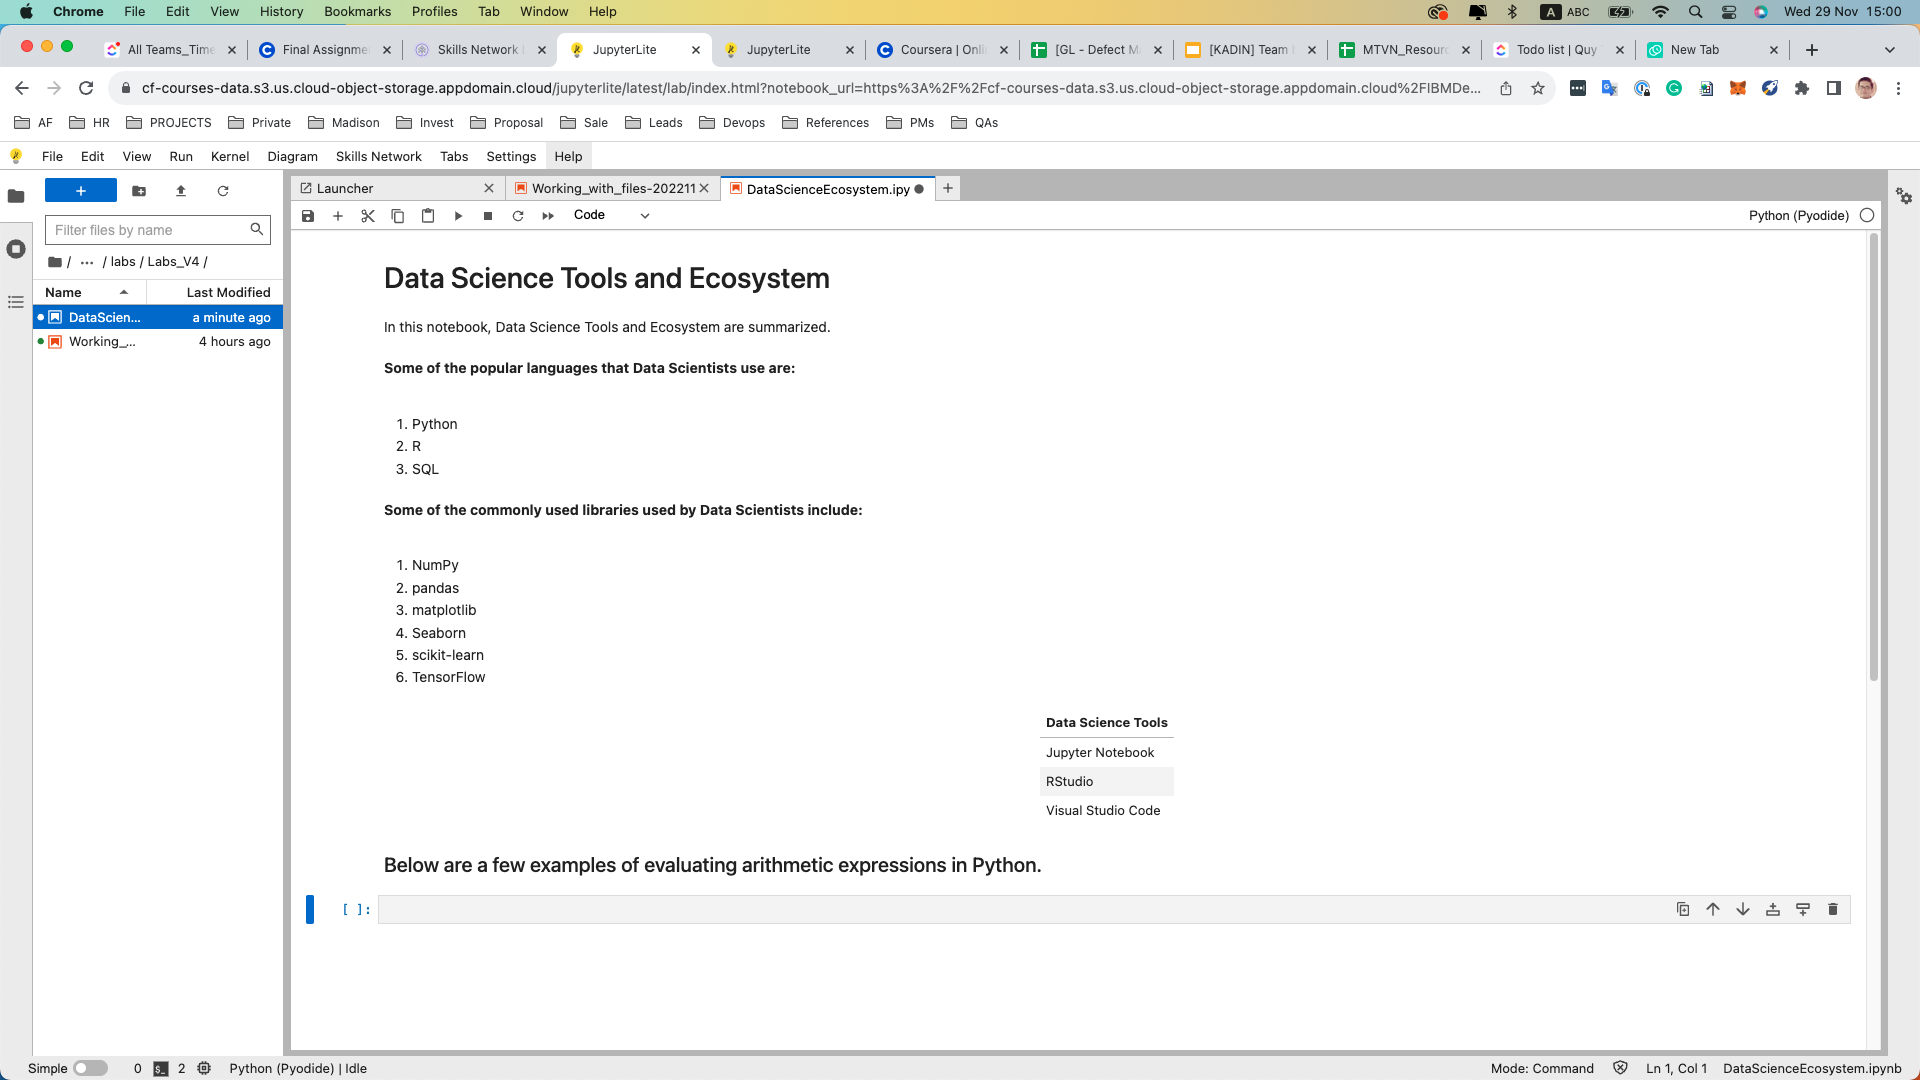 Chrome File Edit View History Bookmarks Profiles Tab Window Help
A ABC Wed 29 Nov 15:00
All Teams_Time
Final Assignme
Skills Network
JupyterLite
JupyterLite
Coursera | Onli
[GL - Defect M
[KADIN] Team
MTVN_Resour
Todo list | Quy
New Tab
cf-courses-data.s3.us.cloud-object-storage.appdomain.cloud/jupyterlite/latest/lab/index.html?notebook_url=https%3A%2F%2Fcf-courses-data.s3.us.cloud-object-storage.appdomain.cloud%2FIBMDe...
AF HR PROJECTS Private Madison Invest Proposal Sale Leads Devops References PMs QAs
File Edit View Run Kernel Diagram Skills Network Tabs Settings Help
Filter files by name
/ ... / labs / Labs_V4 /
Name Last Modified
DataScien... a minute ago
Working_... 4 hours ago
Launcher
Working_with_files-202211
DataScienceEcosystem.ipy
Code
Python (Pyodide)
Data Science Tools and Ecosystem
In this notebook, Data Science Tools and Ecosystem are summarized.
Some of the popular languages that Data Scientists use are:
1. Python
2. R
3. SQL
Some of the commonly used libraries used by Data Scientists include:
1. NumPy
2. pandas
3. matplotlib
4. Seaborn
5. scikit-learn
6. TensorFlow
Data Science Tools
Jupyter Notebook
RStudio
Visual Studio Code
Below are a few examples of evaluating arithmetic expressions in Python.
[ ]:
Simple 0 2 Python (Pyodide) | Idle
Mode: Command Ln 1, Col 1 DataScienceEcosystem.ipynb